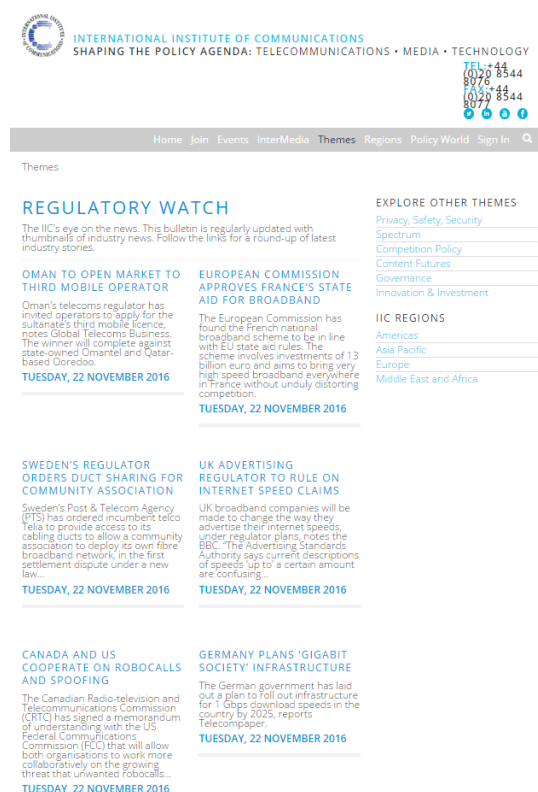 INTERNATIONAL INSTITUTE OF COMMUNICATIONS
SHAPING THE POLICY AGENDA: TELECOMMUNICATIONS • MEDIA • TECHNOLOGY
TEL:+44
(0)20 8544
8076
FAX:+44
(0)20 8544
8077
Home Join Events InterMedia Themes Regions Policy World Sign In
Themes
REGULATORY WATCH
The IIC's eye on the news. This bulletin is regularly updated with
thumbnails of industry news. Follow the links for a round-up of latest
industry stories.
OMAN TO OPEN MARKET TO
THIRD MOBILE OPERATOR
Oman's telecoms regulator has
invited operators to apply for the
sultanate's third mobile licence,
notes Global Telecoms Business.
The winner will complete against
state-owned Omantel and Qatar-
based Ooredoo.
TUESDAY, 22 NOVEMBER 2016
EUROPEAN COMMISSION
APPROVES FRANCE'S STATE
AID FOR BROADBAND
The European Commission has
found the French national
broadband scheme to be in line
with EU state aid rules. The
scheme involves investments of 13
billion euro and aims to bring very
high speed broadband everywhere
in France without unduly distorting
competition.
TUESDAY, 22 NOVEMBER 2016
SWEDEN'S REGULATOR
ORDERS DUCT SHARING FOR
COMMUNITY ASSOCIATION
Sweden's Post & Telecom Agency
(PTS) has ordered incumbent telco
Telia to provide access to its
cabling ducts to allow a community
association to deploy its own fibre
broadband network, in the first
settlement dispute under a new
law...
TUESDAY, 22 NOVEMBER 2016
UK ADVERTISING
REGULATOR TO RULE ON
INTERNET SPEED CLAIMS
UK broadband companies will be
made to change the way they
advertise their internet speeds,
under regulator plans, notes the
BBC. "The Advertising Standards
Authority says current descriptions
of speeds 'up to' a certain amount
are confusing...
TUESDAY, 22 NOVEMBER 2016
CANADA AND US
COOPERATE ON ROBOCALLS
AND SPOOFING
The Canadian Radio-television and
Telecommunications Commission
(CRTC) has signed a memorandum
of understanding with the US
Federal Communications
Commission (FCC) that will allow
both organisations to work more
collaboratively on the growing
threat that unwanted robocalls...
TUESDAY, 22 NOVEMBER 2016
GERMANY PLANS 'GIGABIT
SOCIETY' INFRASTRUCTURE
The German government has laid
out a plan to roll out infrastructure
for 1 Gbps download speeds in the
country by 2025, reports
Telecompaper.
TUESDAY, 22 NOVEMBER 2016
EXPLORE OTHER THEMES
Privacy, Safety, Security
Spectrum
Competition Policy
Content Futures
Governance
Innovation & Investment
IIC REGIONS
Americas
Asia Pacific
Europe
Middle East and Africa